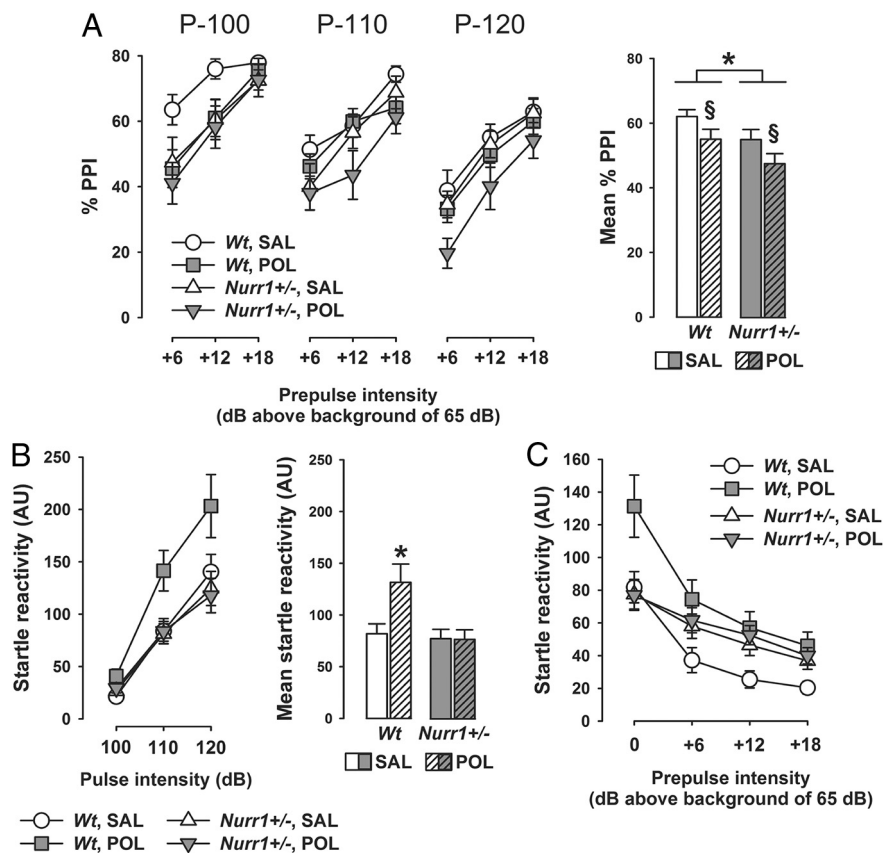 A
P-100 P-110 P-120
80
60
40
20
0
% PPI
Wt, SAL
Wt, POL
Nurr1+/-, SAL
Nurr1+/-, POL
+6 +12 +18 +6 +12 +18 +6 +12 +18
Prepulse intensity
(dB above background of 65 dB)
80
60
40
20
0
Mean % PPI
*
§ §
Wt Nurr1+/-
SAL POL
B
250
200
150
100
50
0
Startle reactivity (AU)
100 110 120
Pulse intensity (dB)
Wt, SAL Nurr1+/-, SAL
Wt, POL Nurr1+/-, POL
250
200
150
100
50
0
Mean startle reactivity (AU)
*
Wt Nurr1+/-
SAL POL
C
160
140
120
100
80
60
40
20
0
Startle reactivity (AU)
Wt, SAL
Wt, POL
Nurr1+/-, SAL
Nurr1+/-, POL
0 +6 +12 +18
Prepulse intensity
(dB above background of 65 dB)